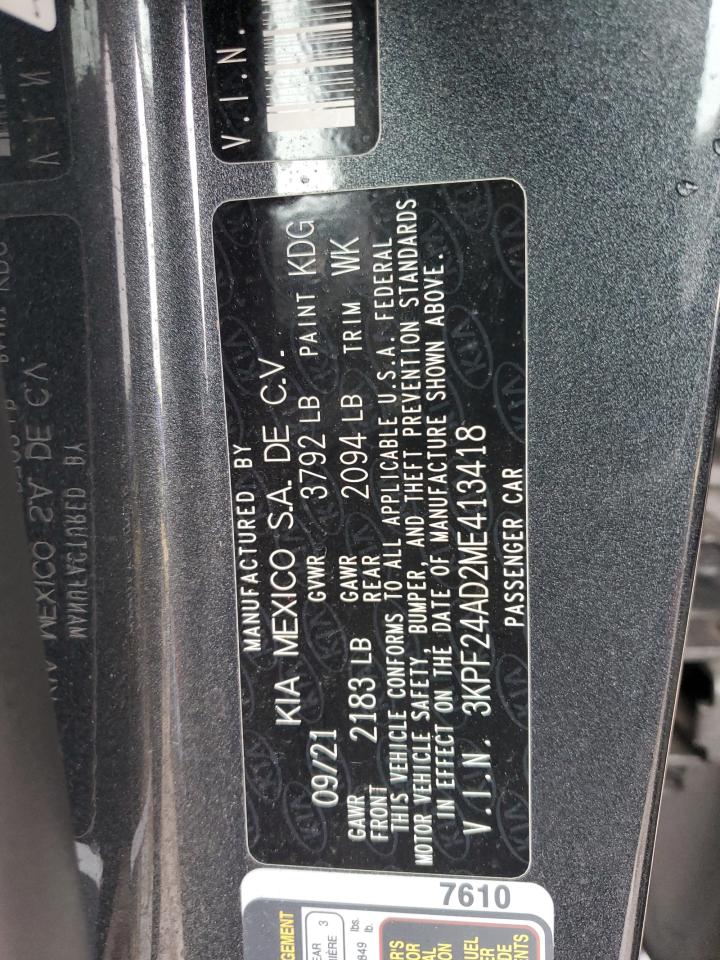 V.I.N.
MANUFACTURED BY
KIA MEXICO S.A. DE C.V.
09/21 GVWR 3792 LB PAINT KDG
GAWR FRONT 2183 LB GAWR REAR 2094 LB TRIM WK
THIS VEHICLE CONFORMS TO ALL APPLICABLE U.S.A. FEDERAL
MOTOR VEHICLE SAFETY, BUMPER, AND THEFT PREVENTION STANDARDS
IN EFFECT ON THE DATE OF MANUFACTURE SHOWN ABOVE.
V.I.N. 3KPF24AD2ME413418
PASSENGER CAR
7610